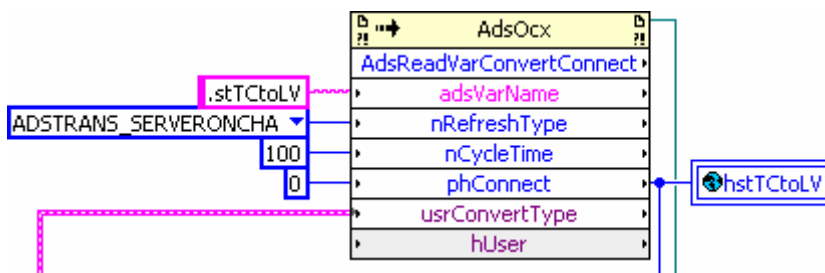 AdsOcx
AdsReadVarConvertConnect
.stTCtoLV
adsVarName
ADSTRANS_SERVERONCHA
nRefreshType
100
nCycleTime
0
phConnect
hstTCtoLV
usrConvertType
hUser